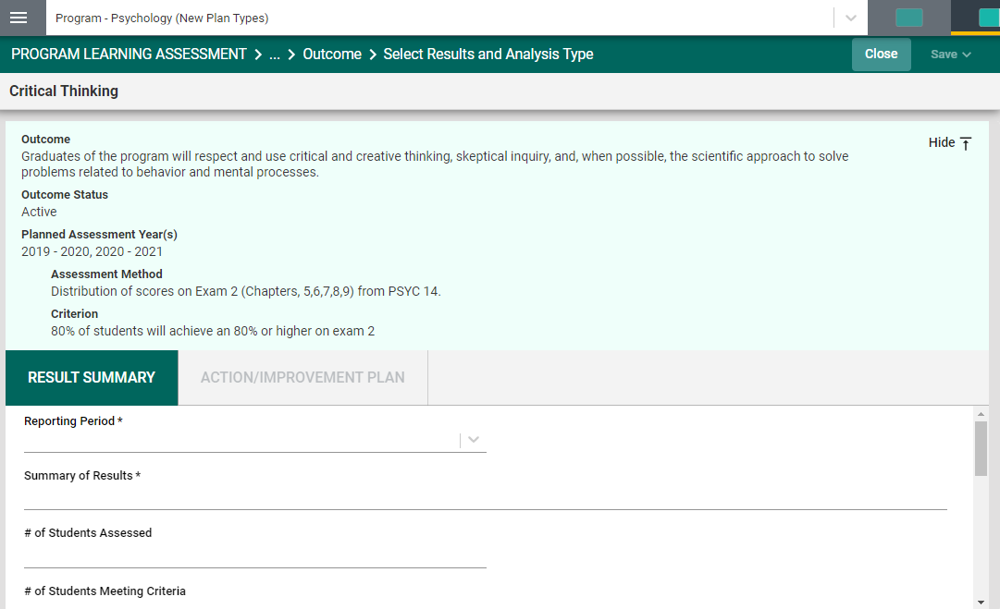 Program - Psychology (New Plan Types)
PROGRAM LEARNING ASSESSMENT > ... > Outcome > Select Results and Analysis Type
Close
Save
Critical Thinking
Outcome
Hide
Graduates of the program will respect and use critical and creative thinking, skeptical inquiry, and, when possible, the scientific approach to solve
problems related to behavior and mental processes.
Outcome Status
Active
Planned Assessment Year(s)
2019 - 2020, 2020 - 2021
Assessment Method
Distribution of scores on Exam 2 (Chapters, 5,6,7,8,9) from PSYC 14.
Criterion
80% of students will achieve an 80% or higher on exam 2
RESULT SUMMARY
ACTION/IMPROVEMENT PLAN
Reporting Period *
Summary of Results *
# of Students Assessed
# of Students Meeting Criteria